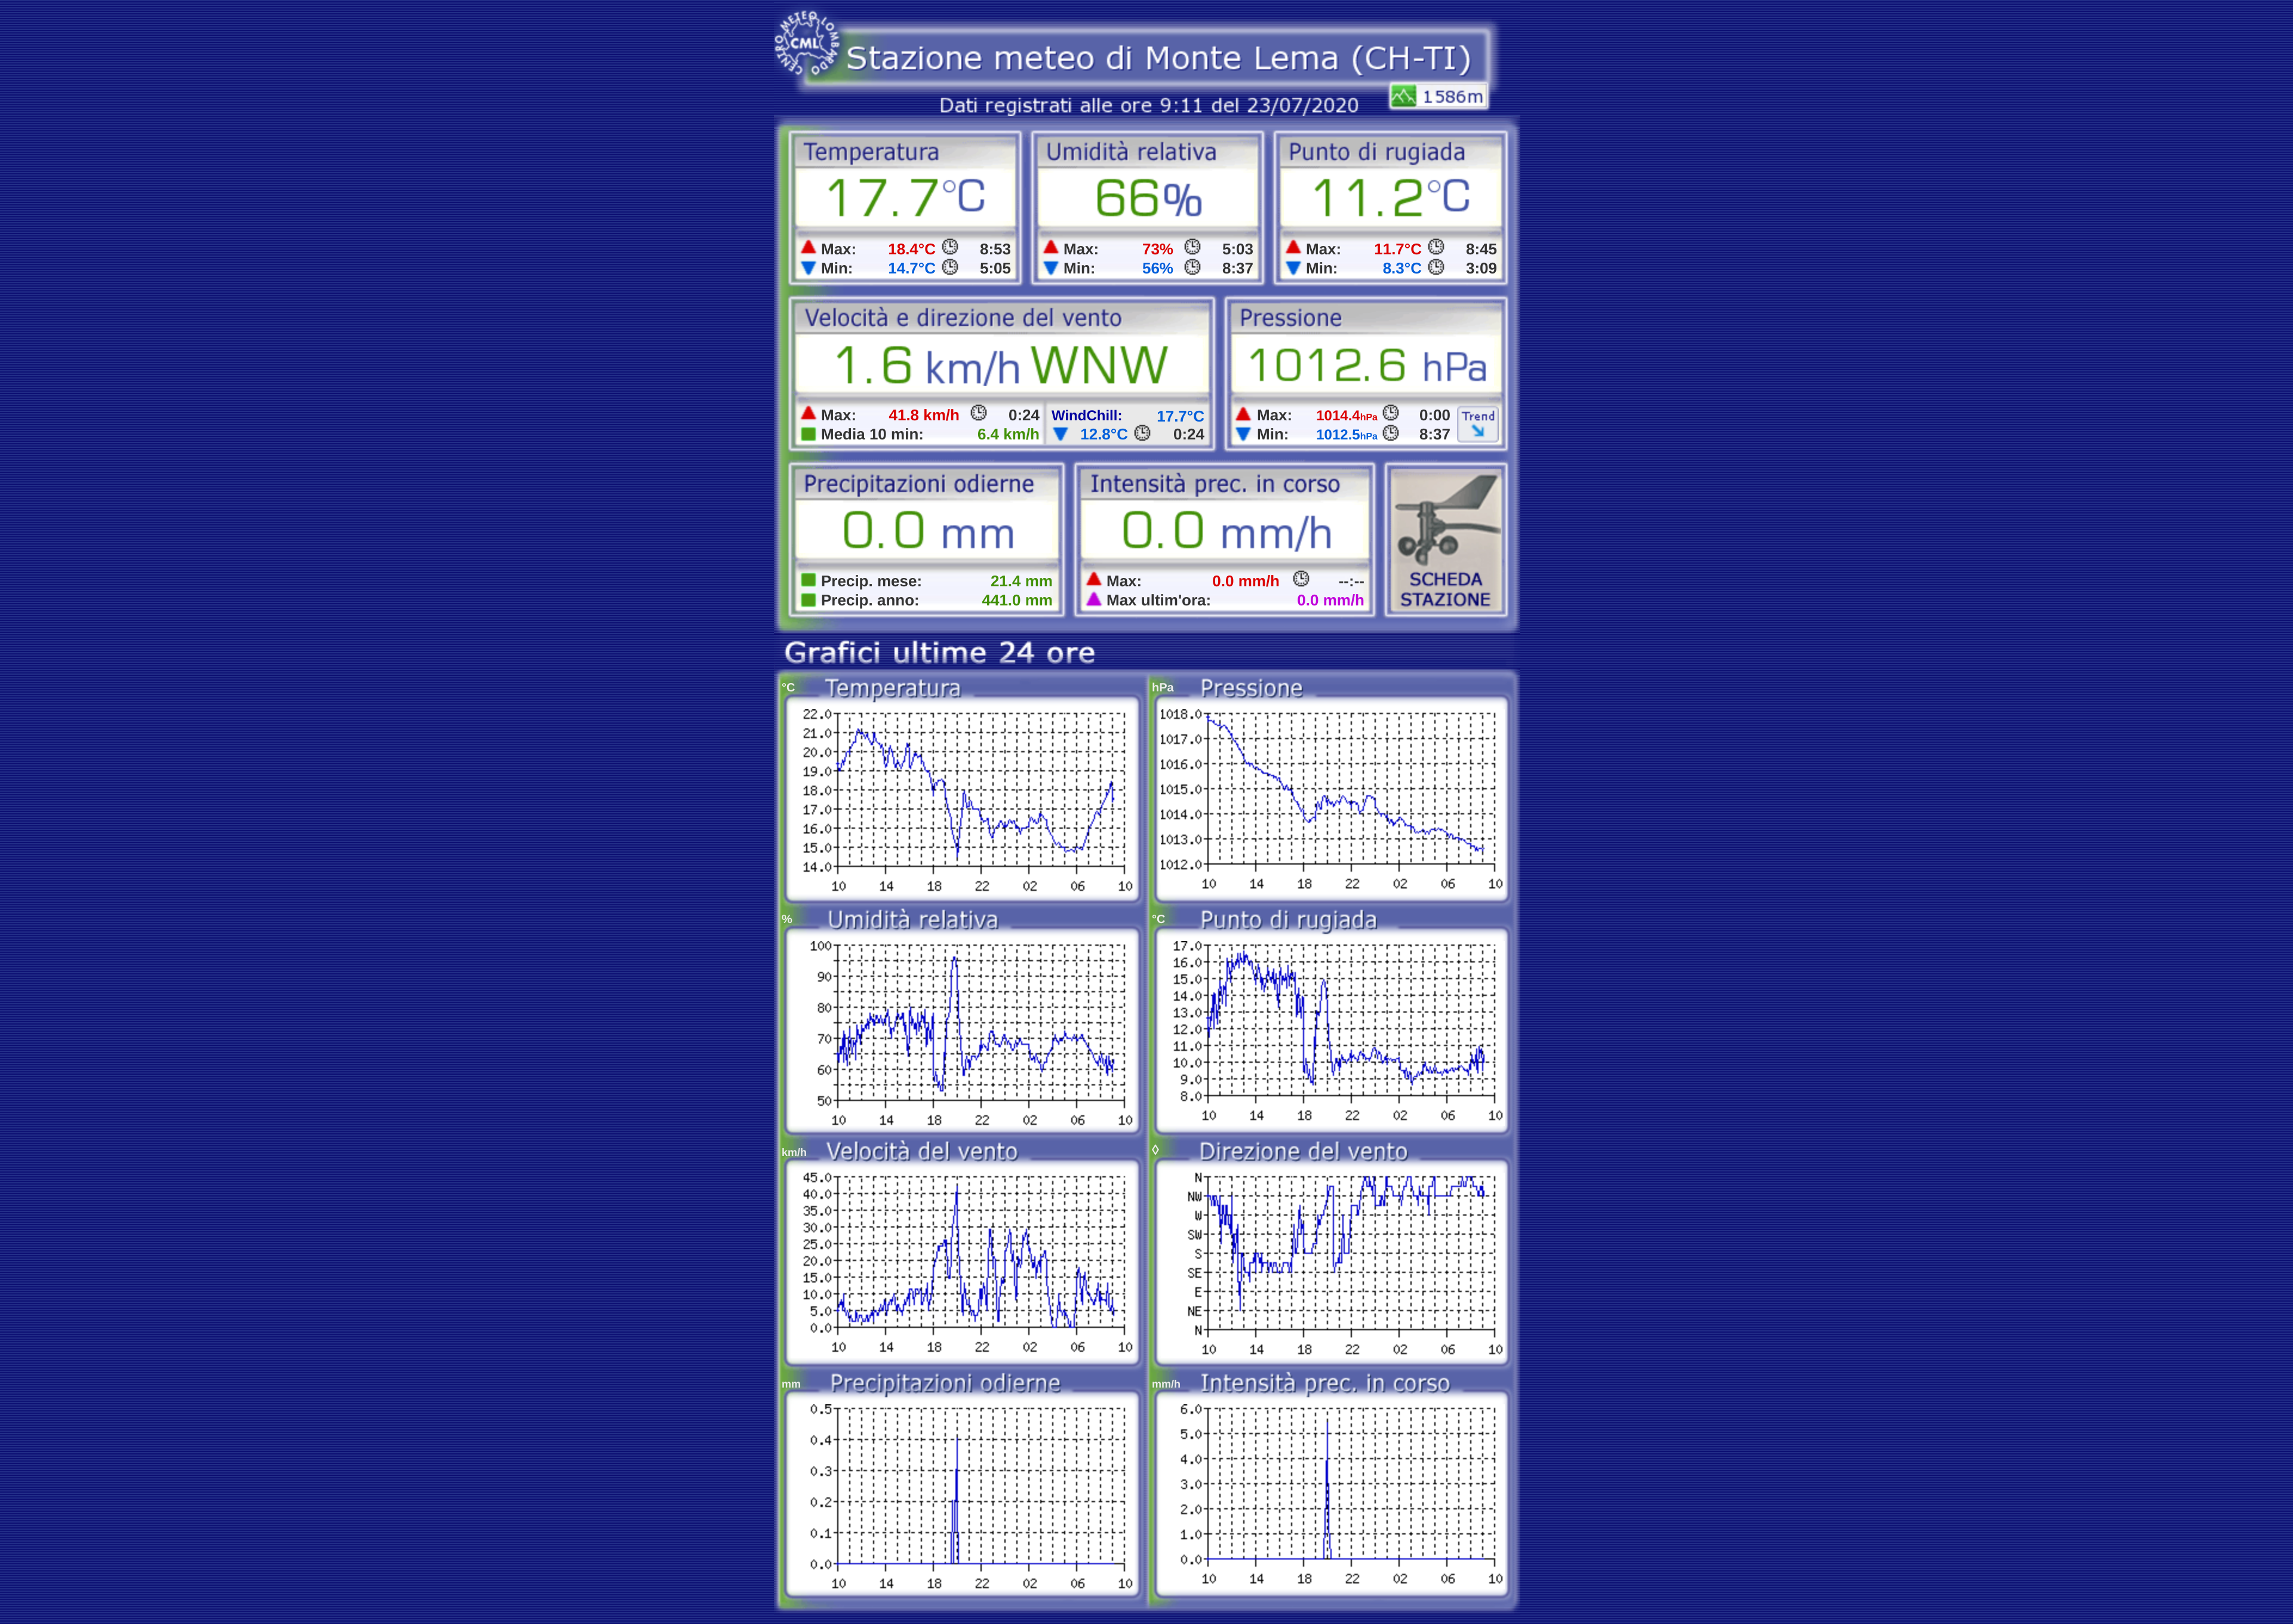 CENTRO METEO LOMBARDO
CML
Stazione meteo di Monte Lema (CH-TI)
1586m
Dati registrati alle ore 9:11 del 23/07/2020
Temperatura
17.7°C
Max: 18.4°C 8:53
Min: 14.7°C 5:05
Umidità relativa
66%
Max: 73% 5:03
Min: 56% 8:37
Punto di rugiada
11.2°C
Max: 11.7°C 8:45
Min: 8.3°C 3:09
Velocità e direzione del vento
1.6 km/h WNW
Max: 41.8 km/h 0:24
Media 10 min: 6.4 km/h
WindChill: 17.7°C
12.8°C 0:24
Pressione
1012.6 hPa
Max: 1014.4hPa 0:00
Min: 1012.5hPa 8:37
Trend
Precipitazioni odierne
0.0 mm
Precip. mese: 21.4 mm
Precip. anno: 441.0 mm
Intensità prec. in corso
0.0 mm/h
Max: 0.0 mm/h --:--
Max ultim'ora: 0.0 mm/h
SCHEDA
STAZIONE
Grafici ultime 24 ore
°C Temperatura
22.0
21.0
20.0
19.0
18.0
17.0
16.0
15.0
14.0
10 14 18 22 02 06 10
hPa Pressione
1018.0
1017.0
1016.0
1015.0
1014.0
1013.0
1012.0
10 14 18 22 02 06 10
% Umidità relativa
100
90
80
70
60
50
10 14 18 22 02 06 10
°C Punto di rugiada
17.0
16.0
15.0
14.0
13.0
12.0
11.0
10.0
9.0
8.0
10 14 18 22 02 06 10
km/h Velocità del vento
45.0
40.0
35.0
30.0
25.0
20.0
15.0
10.0
5.0
0.0
10 14 18 22 02 06 10
◊ Direzione del vento
N
NW
W
SW
S
SE
E
NE
N
10 14 18 22 02 06 10
mm Precipitazioni odierne
0.5
0.4
0.3
0.2
0.1
0.0
10 14 18 22 02 06 10
mm/h Intensità prec. in corso
6.0
5.0
4.0
3.0
2.0
1.0
0.0
10 14 18 22 02 06 10